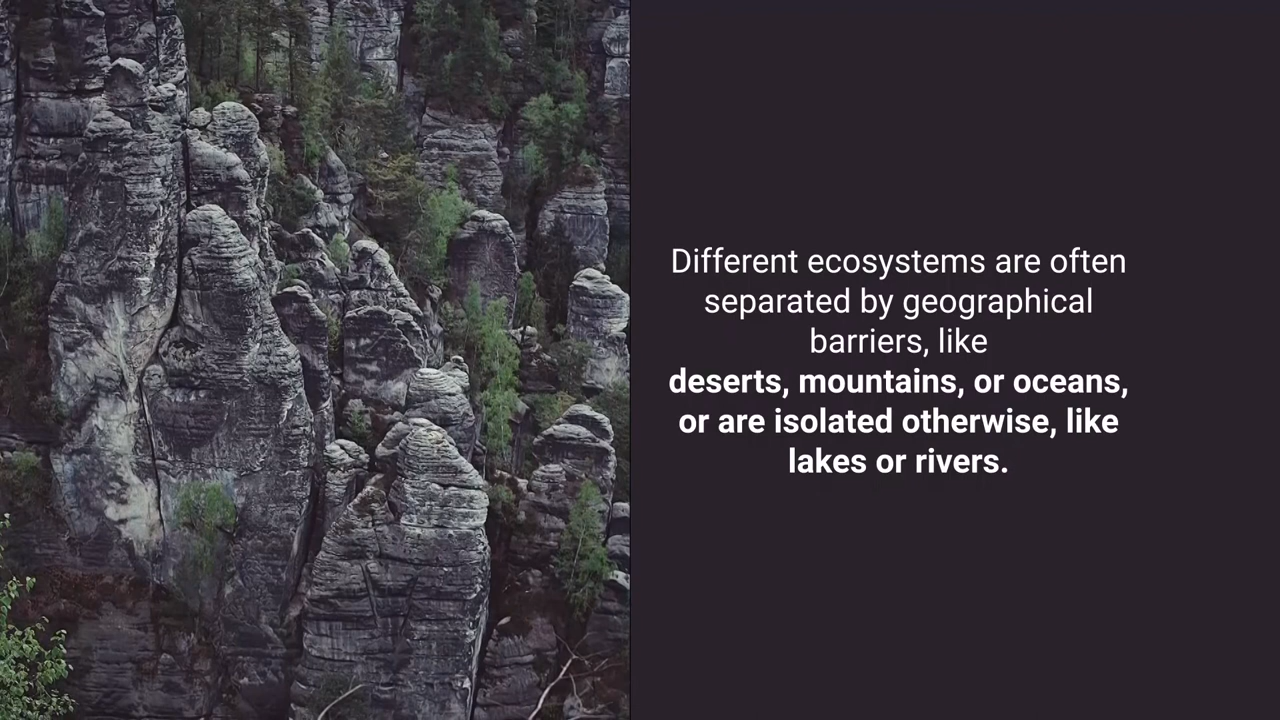 Different ecosystems are often
separated by geographical
barriers, like
deserts, mountains, or oceans,
or are isolated otherwise, like
lakes or rivers.